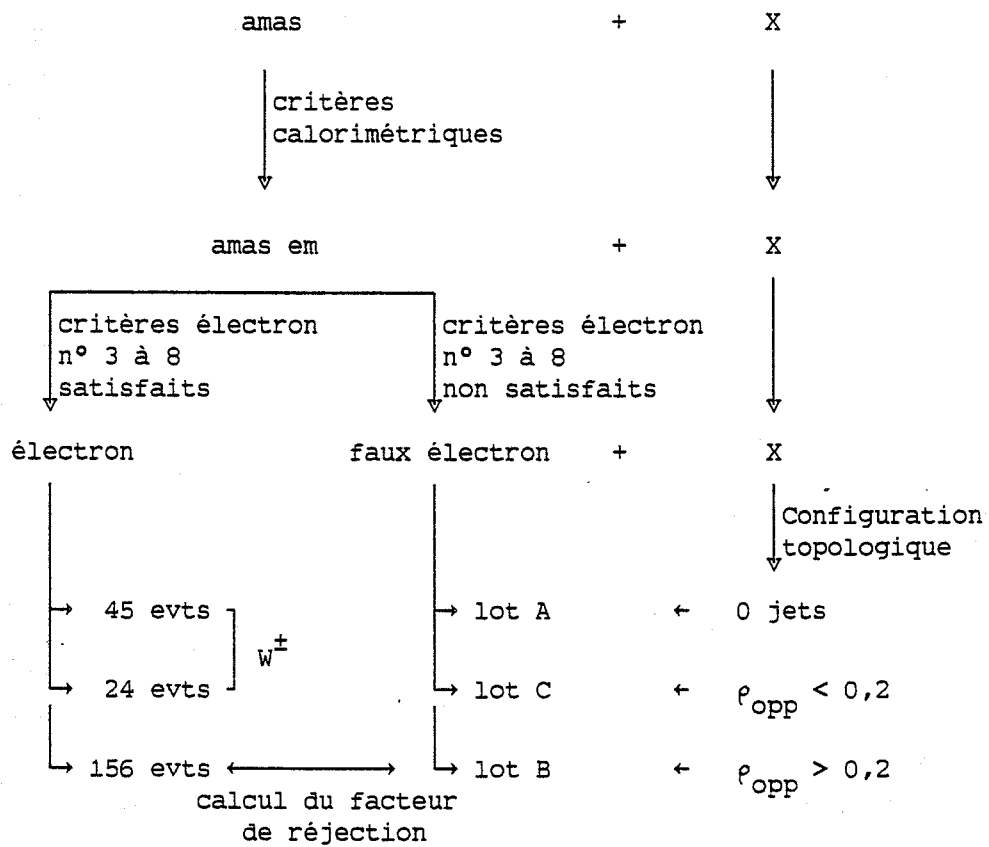 amas + X
critères
calorimétriques
amas em + X
critères électron
n° 3 à 8
satisfaits
critères électron
n° 3 à 8
non satisfaits
électron faux électron + X
Configuration
topologique
→ 45 evts → lot A ← 0 jets
W±
→ 24 evts → lot C ← ρopp < 0,2
→ 156 evts ←→ → lot B ← ρopp > 0,2
calcul du facteur
de réjection